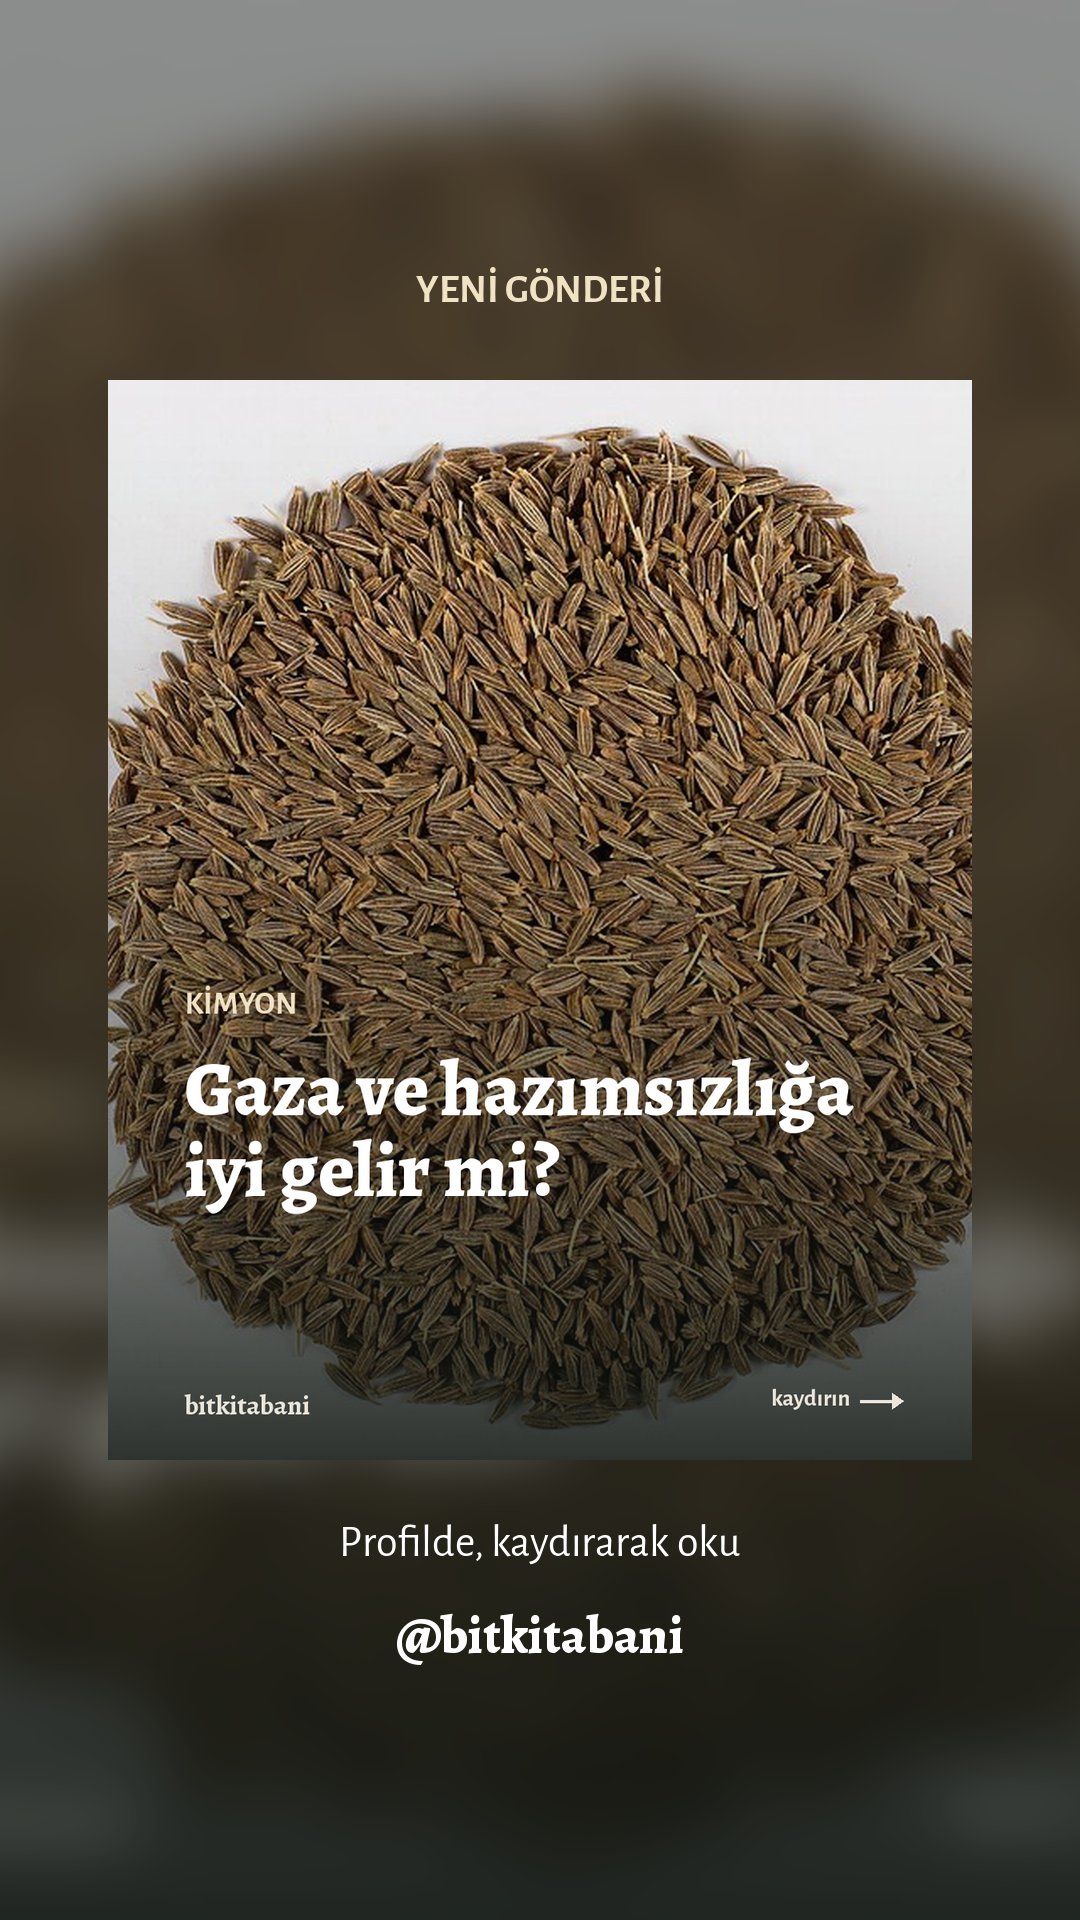 YENİ GÖNDERİ
KİMYON
Gaza ve hazımsızlığa
iyi gelir mi?
bitkitabani
kaydırın
Profilde, kaydırarak oku
@bitkitabani